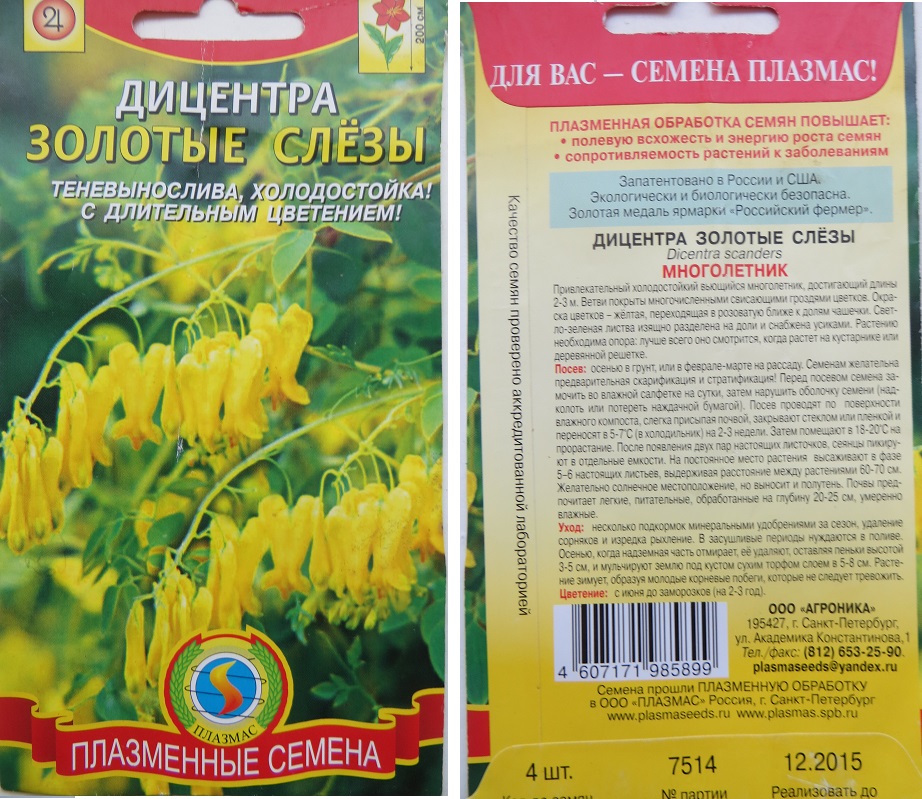 200 см
ДИЦЕНТРА
ЗОЛОТЫЕ СЛЁЗЫ
ТЕНЕВЫНОСЛИВА, ХОЛОДОСТОЙКА!
С ДЛИТЕЛЬНЫМ ЦВЕТЕНИЕМ!
ПЛАЗМАС
ПЛАЗМЕННЫЕ СЕМЕНА
ДЛЯ ВАС – СЕМЕНА ПЛАЗМАС!
ПЛАЗМЕННАЯ ОБРАБОТКА СЕМЯН ПОВЫШАЕТ:
• полевую всхожесть и энергию роста семян
• сопротивляемость растений к заболеваниям
Запатентовано в России и США.
Экологически и биологически безопасна.
Золотая медаль ярмарки «Российский фермер».
Качество семян проверено аккредитованной лабораторией
ДИЦЕНТРА ЗОЛОТЫЕ СЛЁЗЫ
Dicentra scanders
МНОГОЛЕТНИК
Привлекательный холодостойкий вьющийся многолетник, достигающий длины
2-3 м. Ветви покрыты многочисленными свисающими гроздями цветков. Окра-
ска цветков – жёлтая, переходящая в розоватую ближе к долям чашечки. Свет-
ло-зеленая листва изящно разделена на доли и снабжена усиками. Растению
необходима опора: лучше всего оно смотрится, когда растет на кустарнике или
деревянной решетке.
Посев: осенью в грунт, или в феврале-марте на рассаду. Семенам желательна
предварительная скарификация и стратификация! Перед посевом семена за-
мочить во влажной салфетке на сутки, затем нарушить оболочку семени (над-
колоть или потереть наждачной бумагой). Посев проводят по поверхности
влажного компоста, слегка присыпая почвой, закрывают стеклом или пленкой и
переносят в 5-7°С (в холодильник) на 2-3 недели. Затем помещают в 18-20°С на
прорастание. После появления двух пар настоящих листочков, сеянцы пикиру-
ют в отдельные емкости. На постоянное место растения высаживают в фазе
5–6 настоящих листьев, выдерживая расстояние между растениями 60-70 см.
Желательно солнечное местоположение, но выносит и полутень. Почвы пред-
почитает легкие, питательные, обработанные на глубину 20-25 см, умеренно
влажные.
Уход: несколько подкормок минеральными удобрениями за сезон, удаление
сорняков и изредка рыхление. В засушливые периоды нуждаются в поливе.
Осенью, когда надземная часть отмирает, её удаляют, оставляя пеньки высотой
3-5 см, и мульчируют землю под кустом сухим торфом слоем в 5-8 см. Расте-
ние зимует, образуя молодые корневые побеги, которые не следует тревожить.
Цветение: с июня до заморозков (на 2-3 год).
4 607171 985899
ООО «АГРОНИКА»
195427, г. Санкт-Петербург,
ул. Академика Константинова,1
Тел./факс: (812) 653-25-90.
plasmaseeds@yandex.ru
Семена прошли ПЛАЗМЕННУЮ ОБРАБОТКУ
в ООО «ПЛАЗМАС» Россия, г. Санкт-Петербург
www.plasmaseeds.ru www.plasmas.spb.ru
4 шт. 7514 12.2015
№ партии Реализовать до